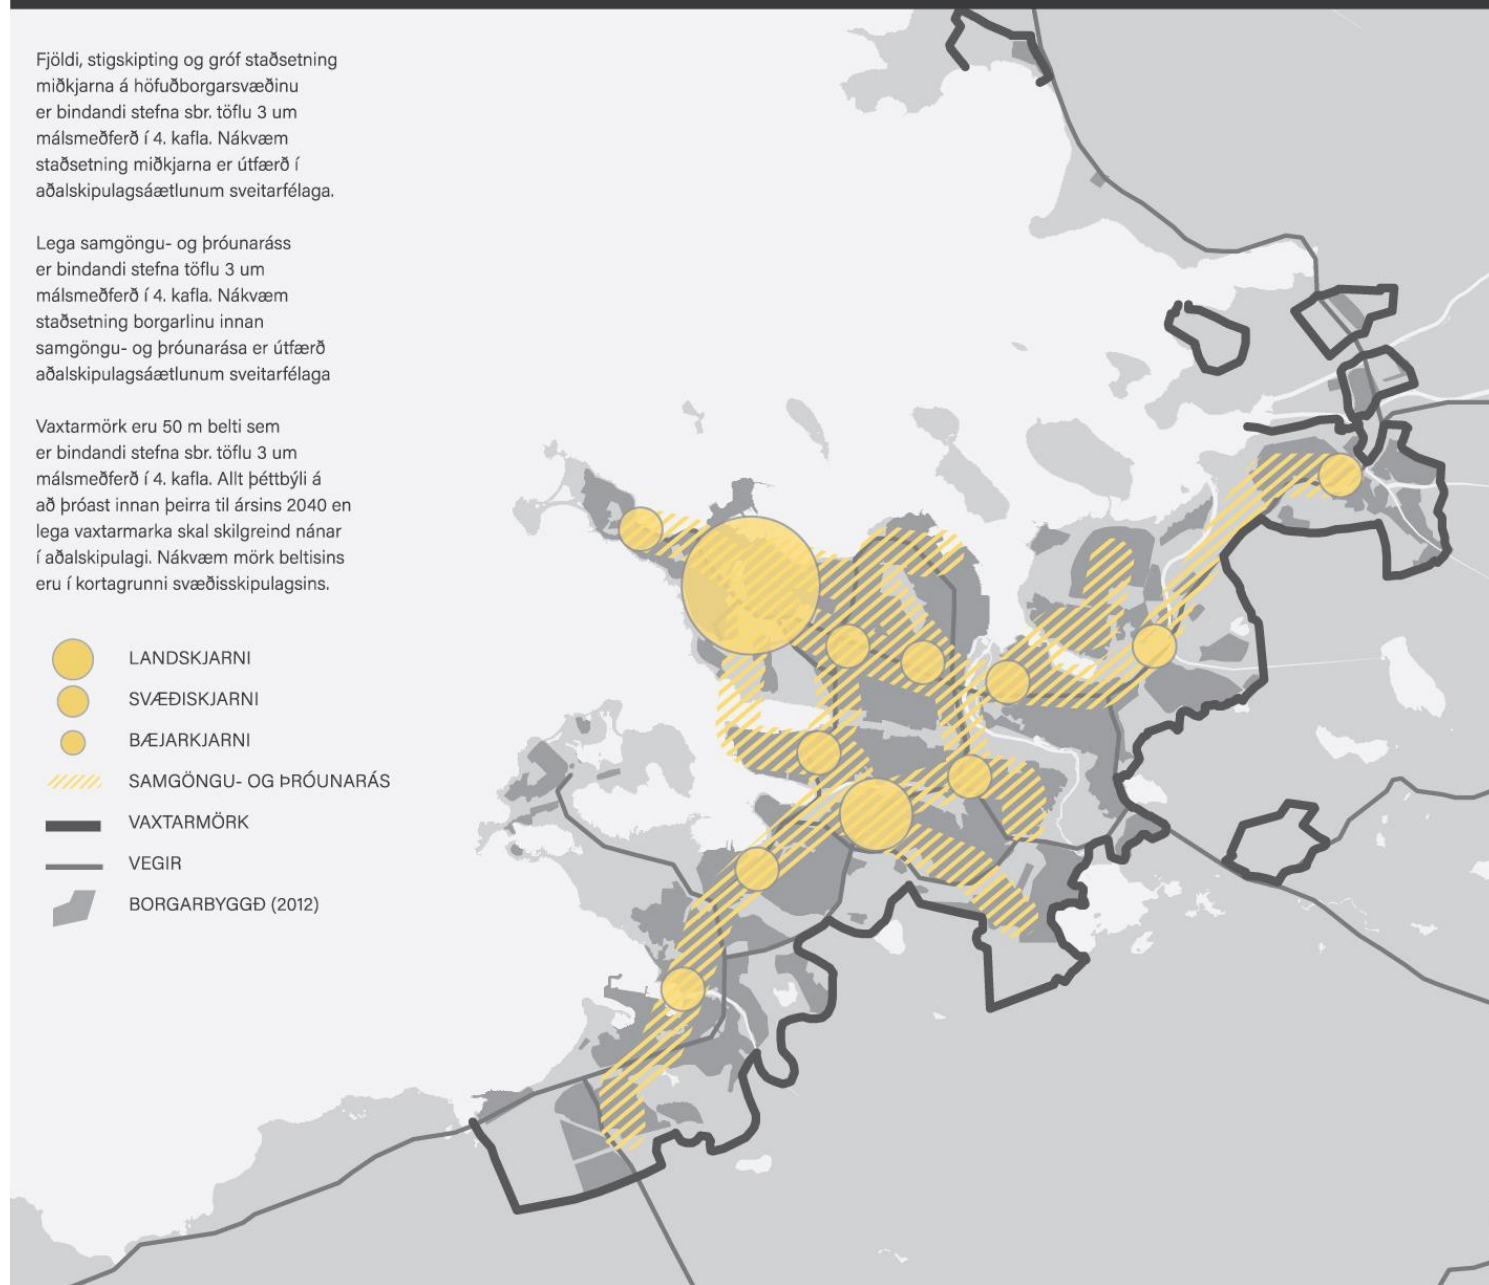 Fjöldi, stigskipting og gróf staðsetning
miðkjarna á höfuðborgarsvæðinu
er bindandi stefna sbr. töflu 3 um
málsmeðferð í 4. kafla. Nákvæm
staðsetning miðkjarna er útfærð í
aðalskipulagsáætlunum sveitarfélaga.
Lega samgöngu- og þróunaráss
er bindandi stefna töflu 3 um
málsmeðferð í 4. kafla. Nákvæm
staðsetning borgarlinu innan
samgöngu- og þróunarása er útfærð
aðalskipulagsáætlunum sveitarfélaga
Vaxtarmörk eru 50 m belti sem
er bindandi stefna sbr. töflu 3 um
málsmeðferð í 4. kafla. Allt þéttbýli á
að þróast innan þeirra til ársins 2040 en
lega vaxtarmarka skal skilgreind nánar
í aðalskipulagi. Nákvæm mörk beltisins
eru í kortagrunni svæðisskipulagsins.
LANDSKJARNI
SVÆÐISKJARNI
BÆJARKJARNI
SAMGÖNGU- OG ÞRÓUNARÁS
VAXTARMÖRK
VEGIR
BORGARBYGGÐ (2012)